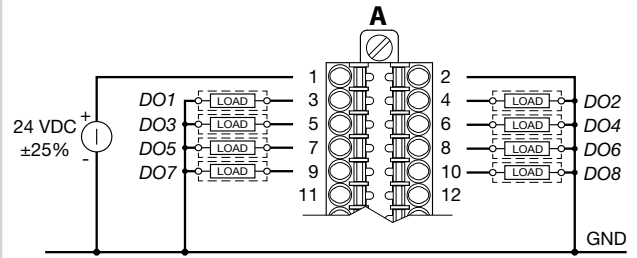 A
1 2
DO1 LOAD 3 4 LOAD DO2
24 VDC ±25% + -
DO3 LOAD 5 6 LOAD DO4
DO5 LOAD 7 8 LOAD DO6
DO7 LOAD 9 10 LOAD DO8
11 12
GND